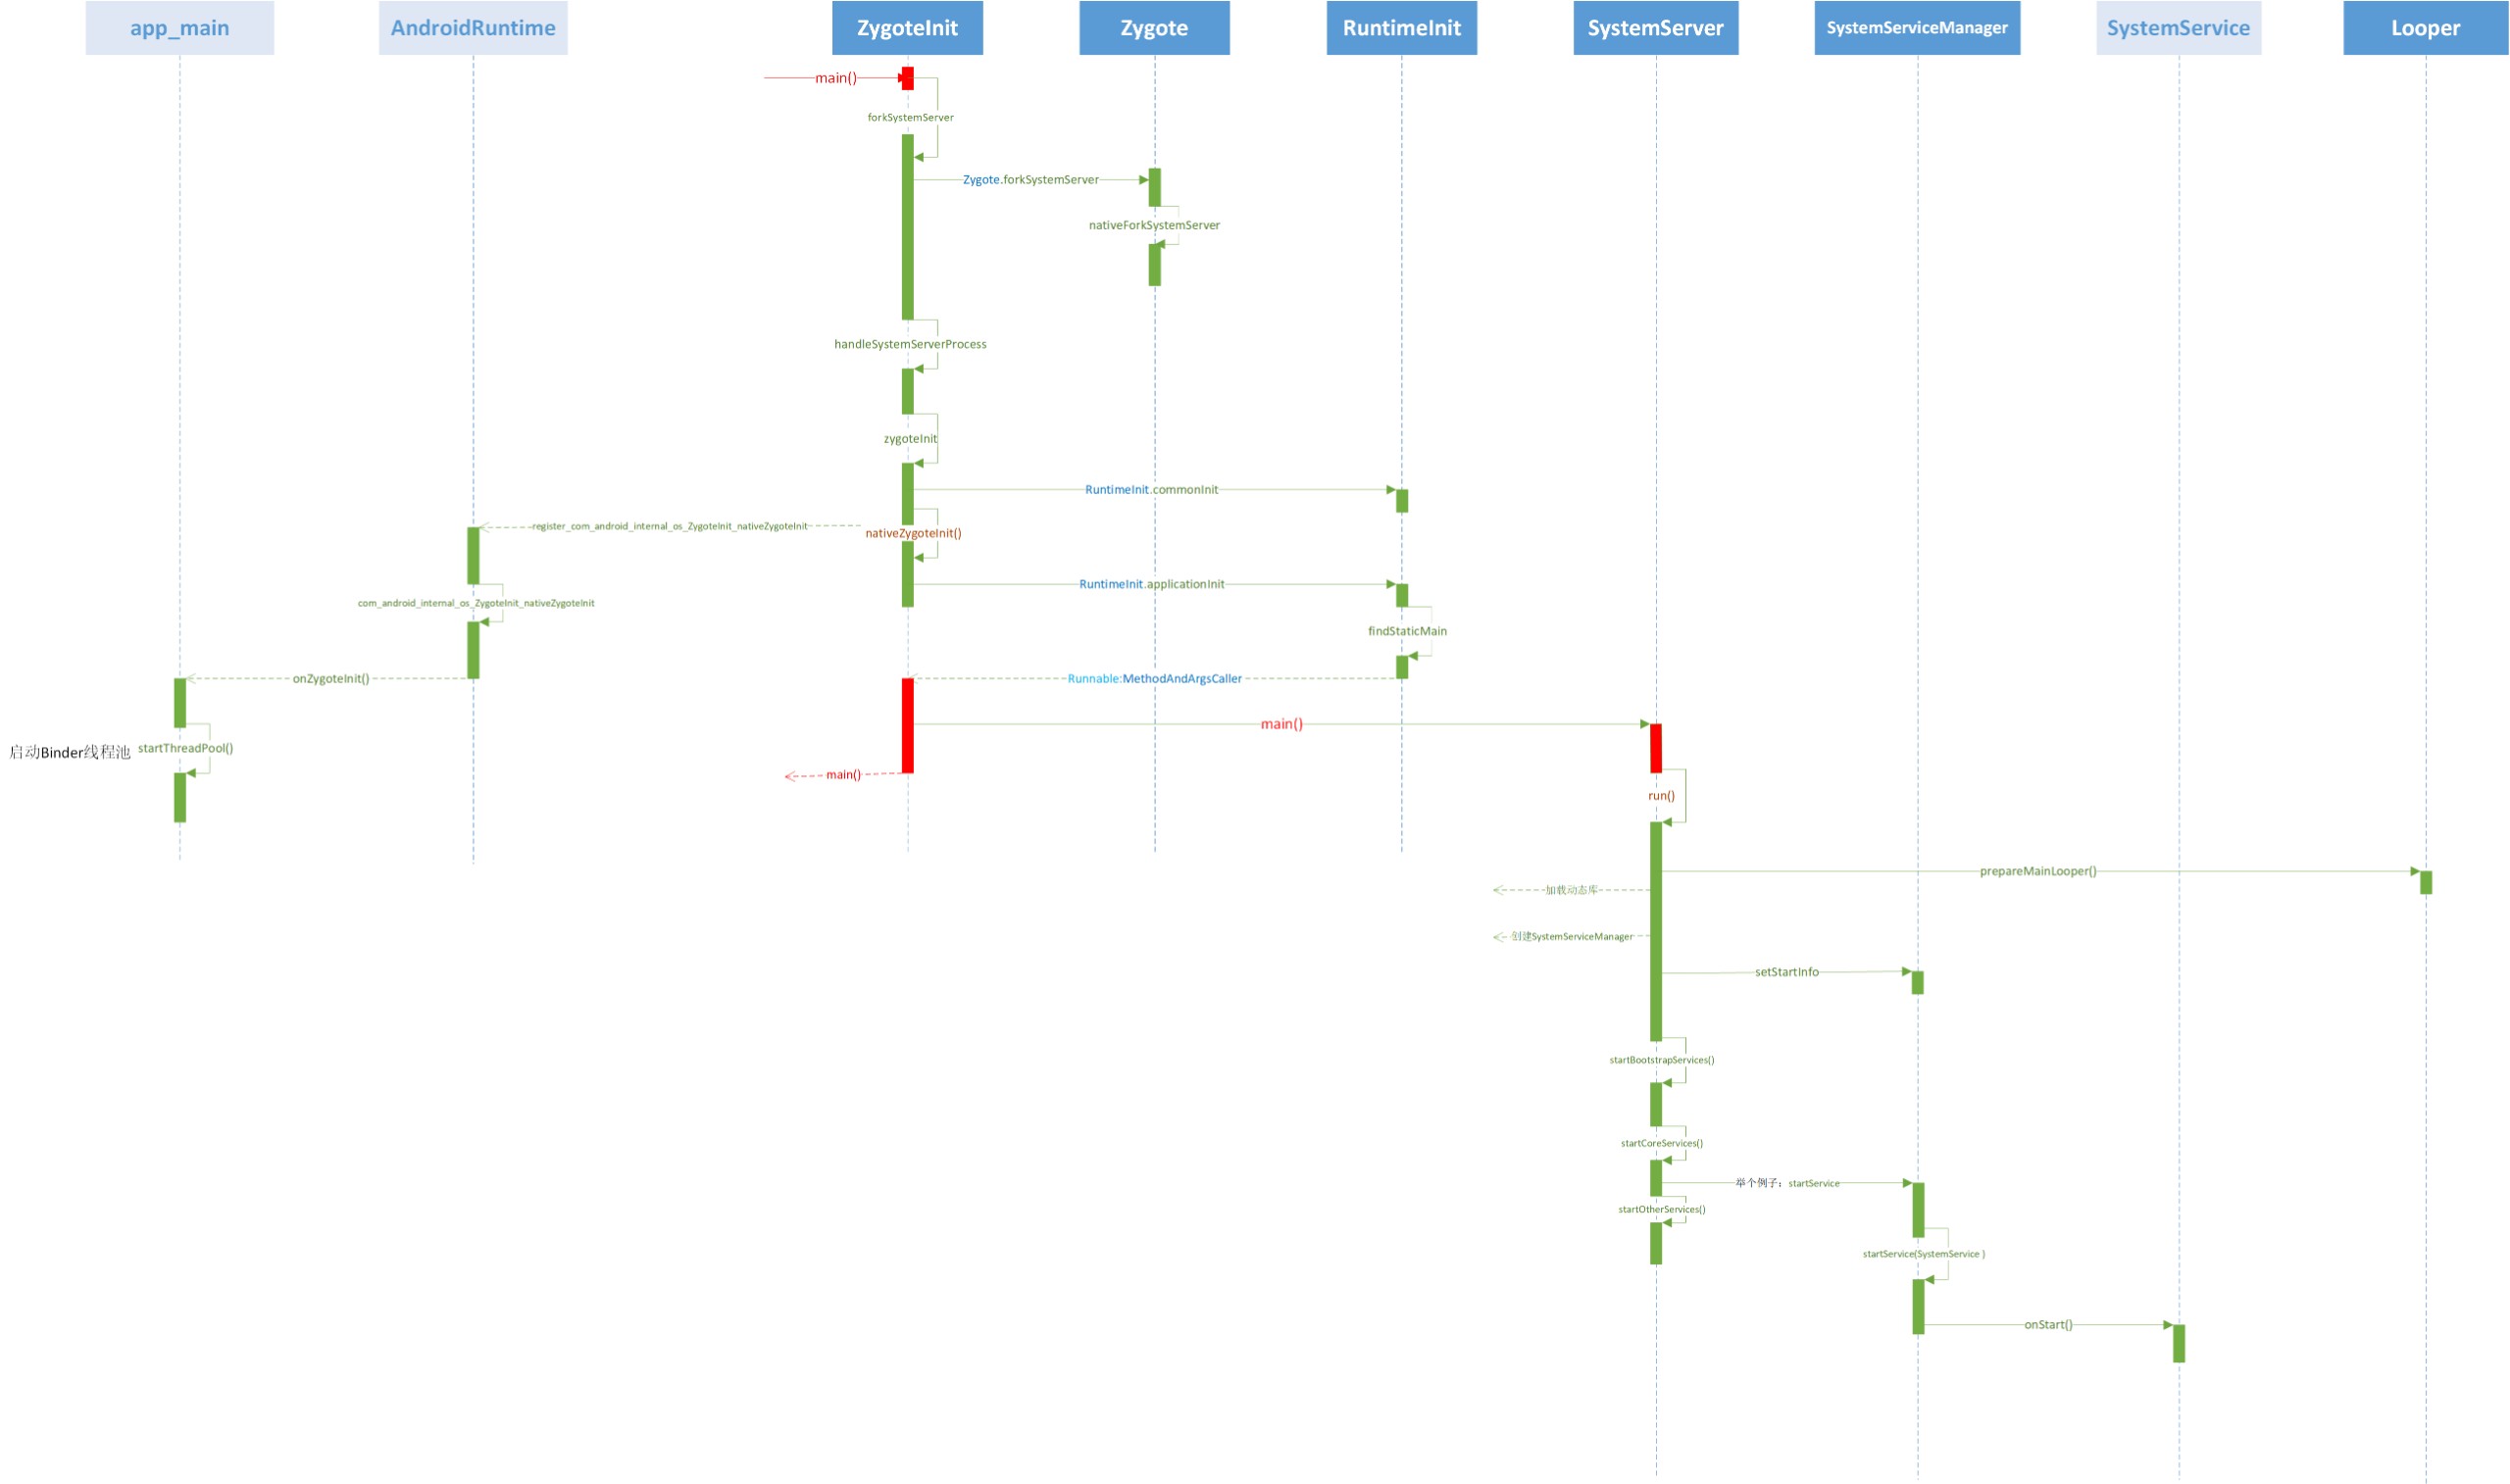 app_main
AndroidRuntime
ZygoteInit
Zygote
RuntimeInit
SystemServer
SystemServiceManager
SystemService
Looper
main()
forkSystemServer
Zygote.forkSystemServer
nativeForkSystemServer
handleSystemServerProcess
zygoteInit
RuntimeInit.commonInit
register_com_android_internal_os_ZygoteInit_nativeZygoteInit
nativeZygoteInit()
RuntimeInit.applicationInit
com_android_internal_os_ZygoteInit_nativeZygoteInit
findStaticMain
onZygoteInit()
Runnable:MethodAndArgsCaller
main()
启动Binder线程池
startThreadPool()
main()
run()
prepareMainLooper()
加载动态库
创建SystemServiceManager
setStartInfo
startBootstrapServices()
startCoreServices()
举个例子：startService
startOtherServices()
startService(SystemService )
onStart()